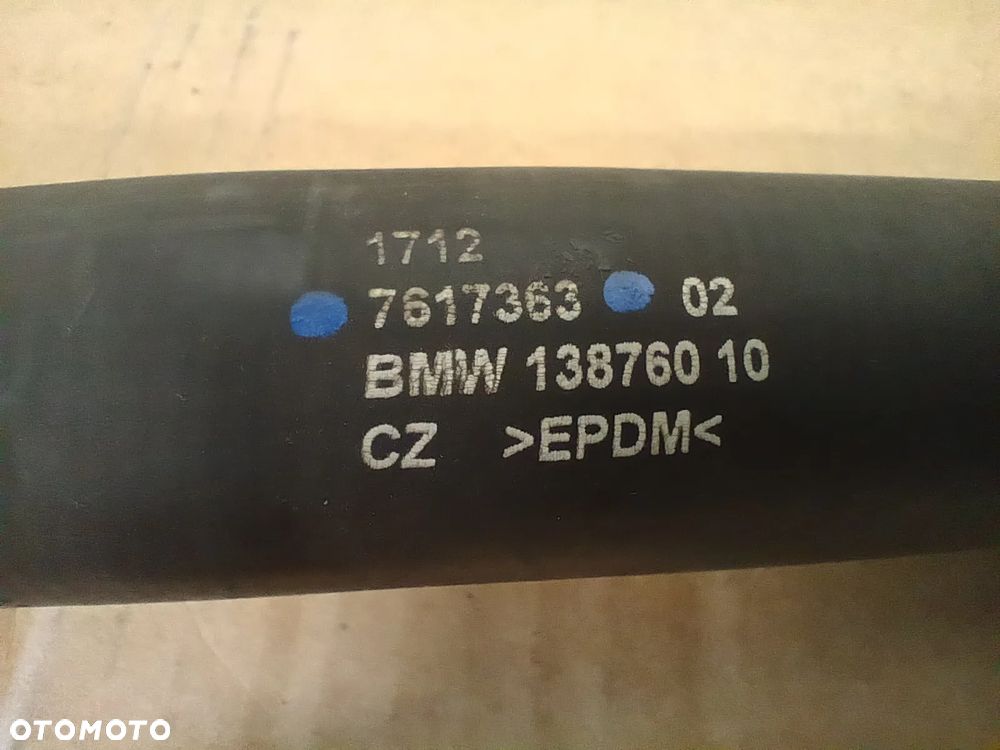 1712
7617363 02
BMW 138760 10
CZ >EPDM<
OTOMOTO